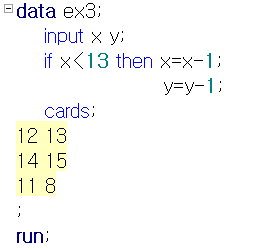 data ex3;
input x y;
if x<13 then x=x-1;
y=y-1;
cards;
12 13
14 15
11 8
;
run;